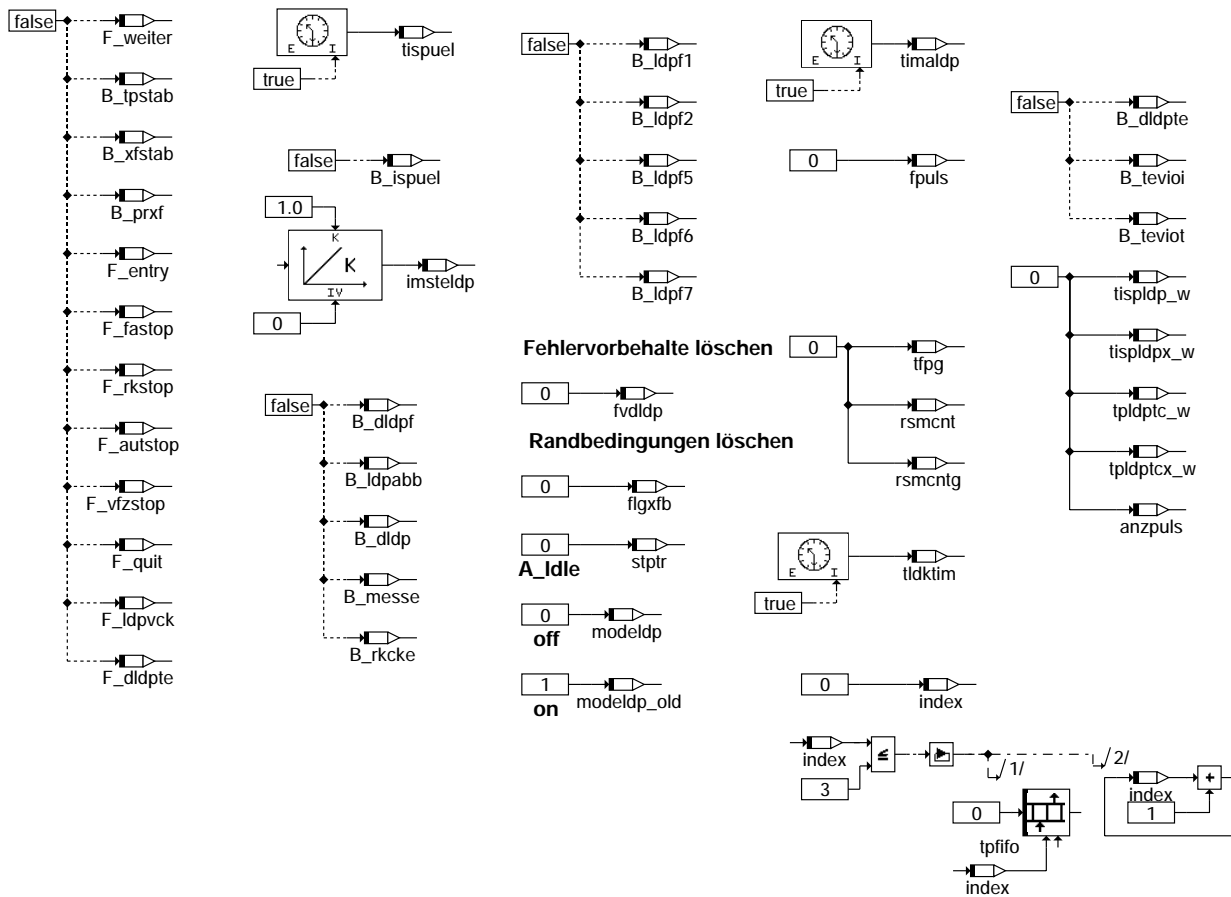 false
F_weiter
B_tpstab
B_xfstab
B_prxf
F_entry
F_fastop
F_rkstop
F_autstop
F_vfzstop
F_quit
F_ldpvck
F_dldpte
E I
tispuel
true
false
B_ispuel
1.0
K
K
IV
imsteldp
0
false
B_dldpf
B_ldpabb
B_dldp
B_messe
B_rkcke
false
B_ldpf1
B_ldpf2
B_ldpf5
B_ldpf6
B_ldpf7
Fehlervorbehalte löschen
0
fvdldp
Randbedingungen löschen
0
flgxfb
0
A_Idle
stptr
0
off
modeldp
1
on
modeldp_old
E I
timaldp
true
0
fpuls
0
tfpg
rsmcnt
rsmcntg
E I
tldktim
true
0
index
index
≤
3
/1/
/2/
0
tpfifo
index
index
1
+
false
B_dldpte
B_tevioi
B_teviot
0
tispldp_w
tispldpx_w
tpldptc_w
tpldptcx_w
anzpuls